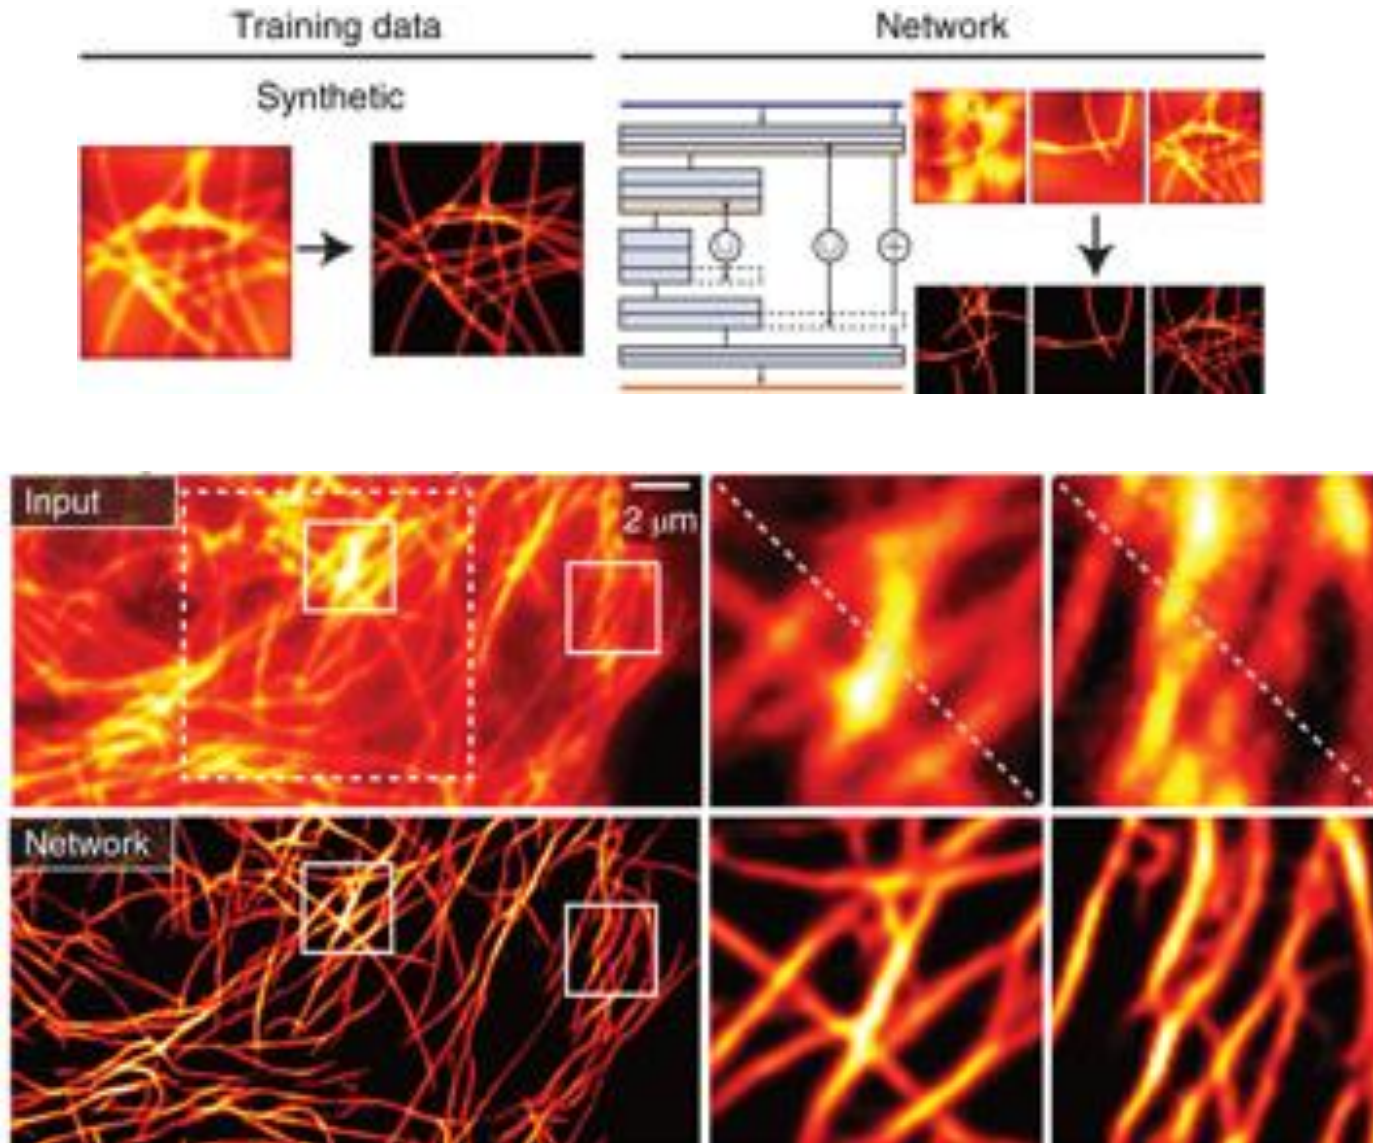 Training data
Network
Synthetic
Input
2 μm
Network